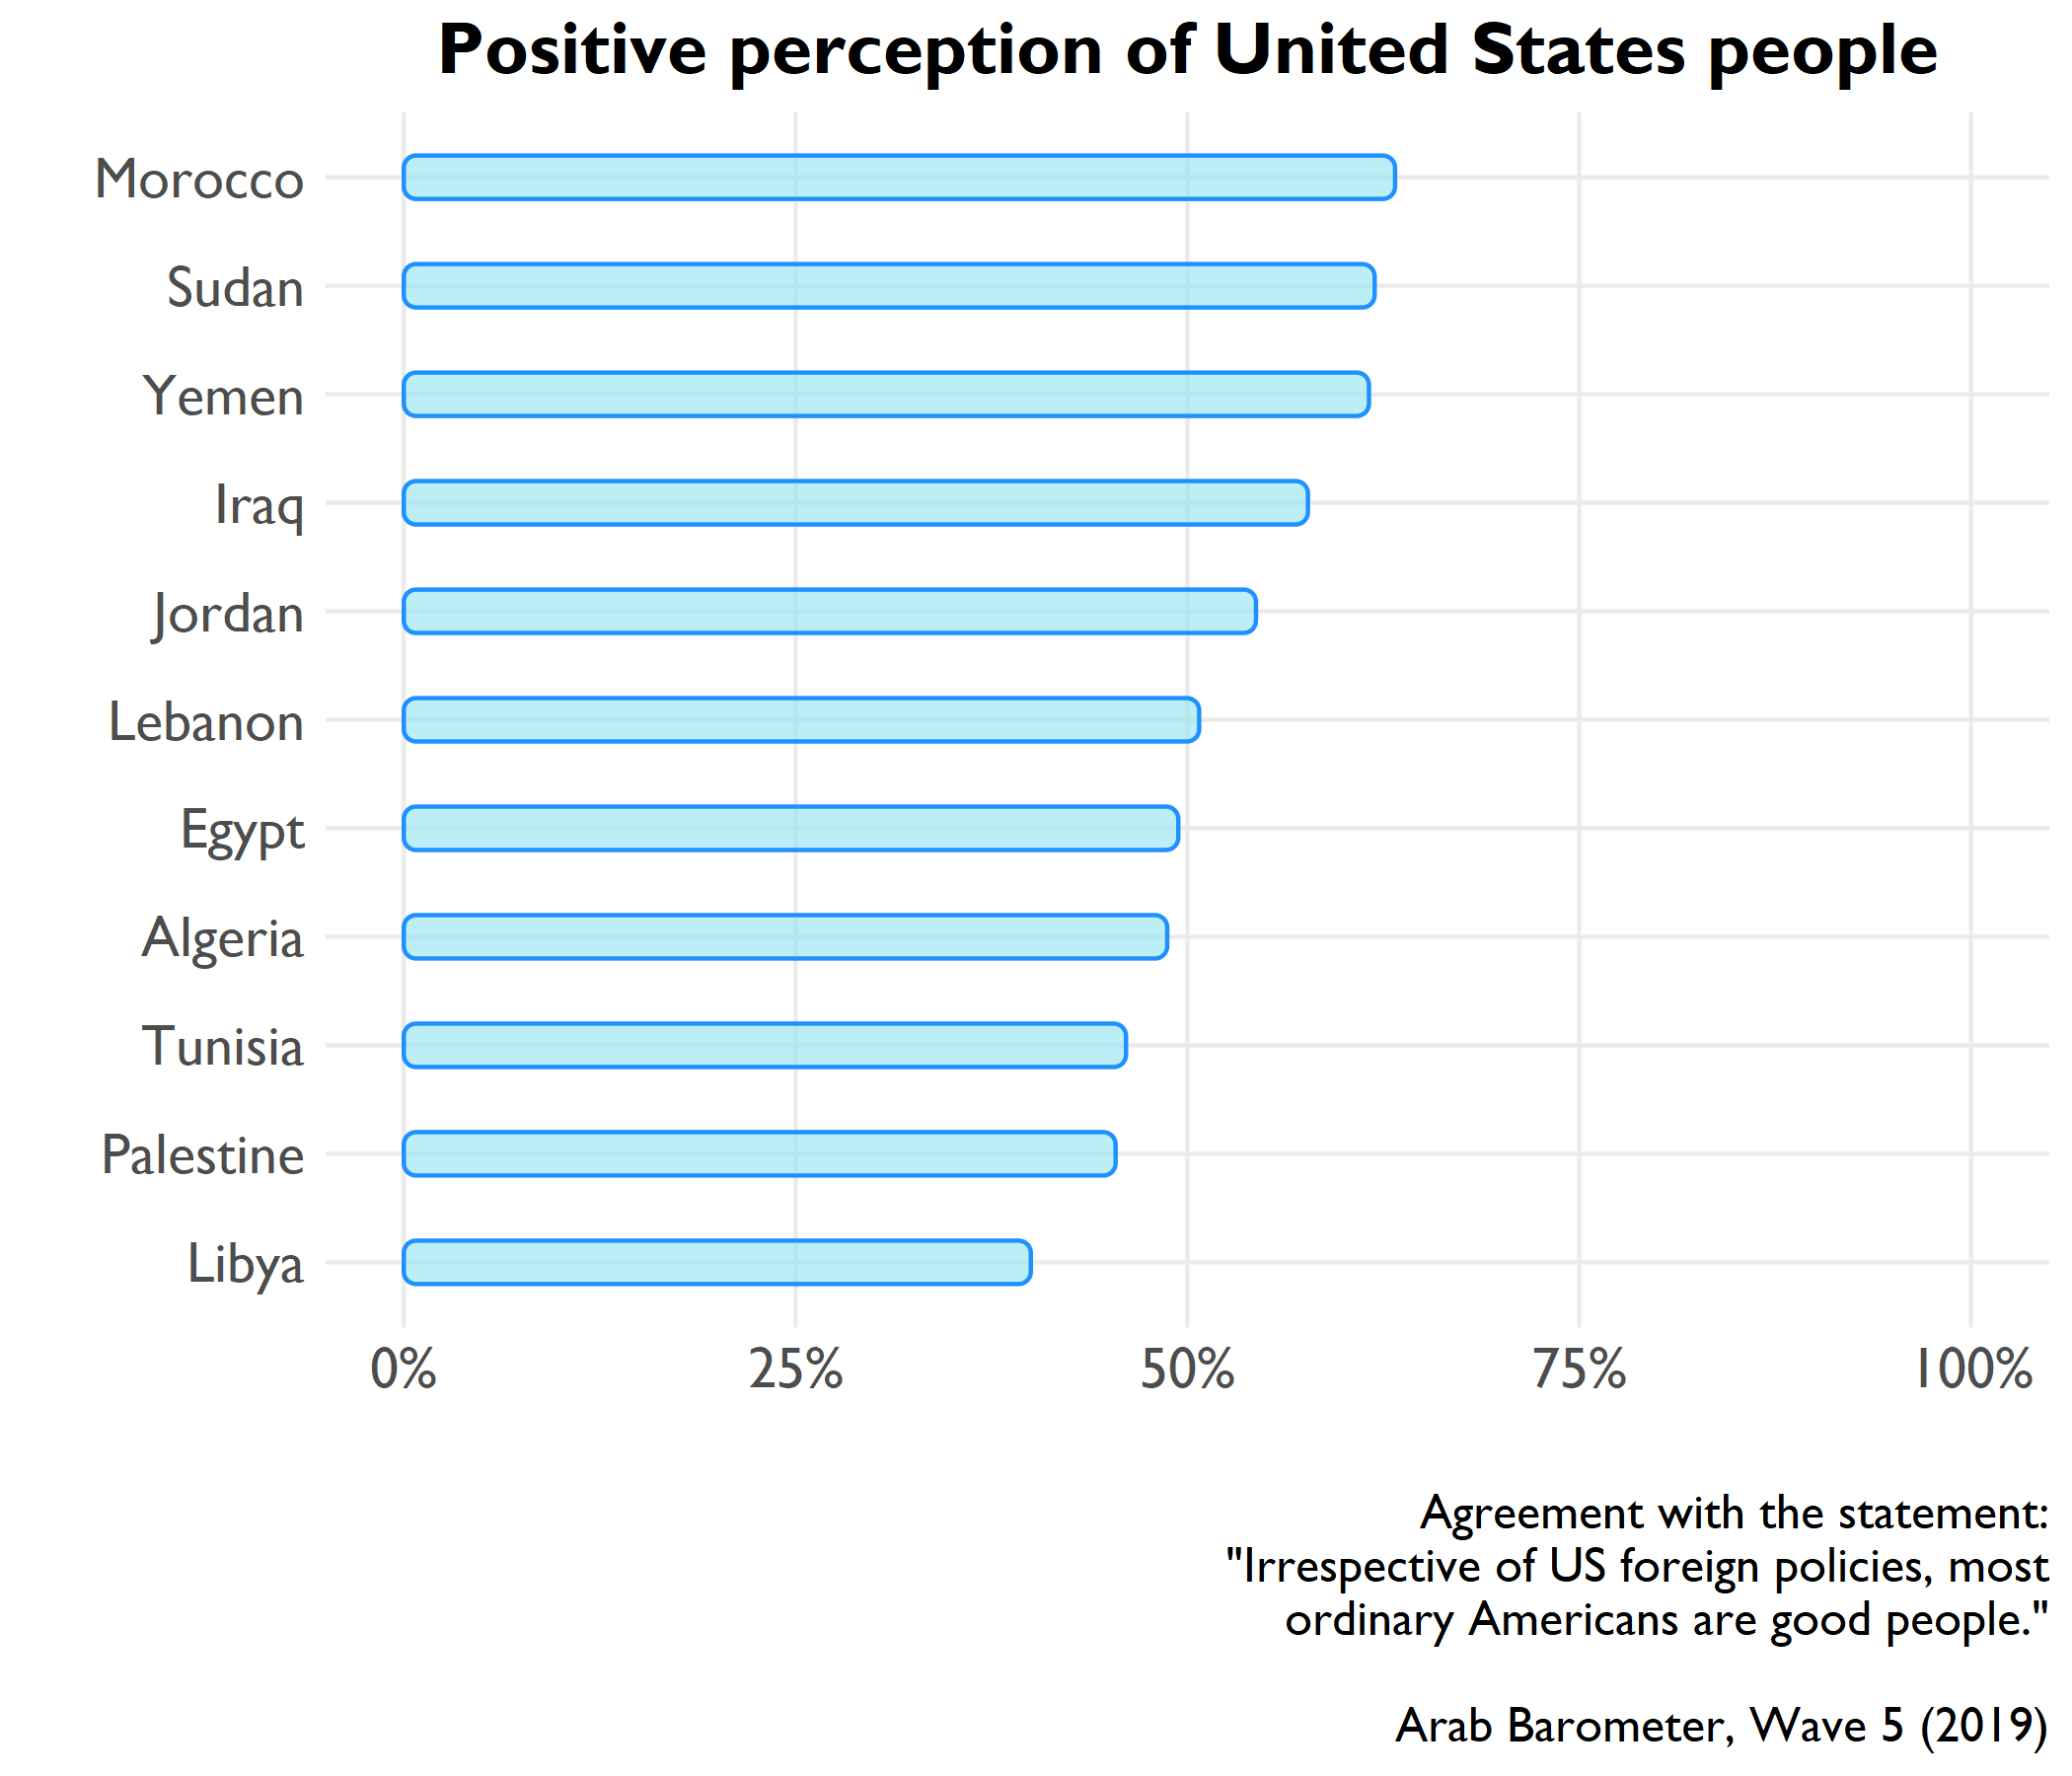 Positive perception of United States people
Morocco
Sudan
Yemen
Iraq
Jordan
Lebanon
Egypt
Algeria
Tunisia
Palestine
Libya
0% 25% 50% 75% 100%
Agreement with the statement:
"Irrespective of US foreign policies, most
ordinary Americans are good people."
Arab Barometer, Wave 5 (2019)